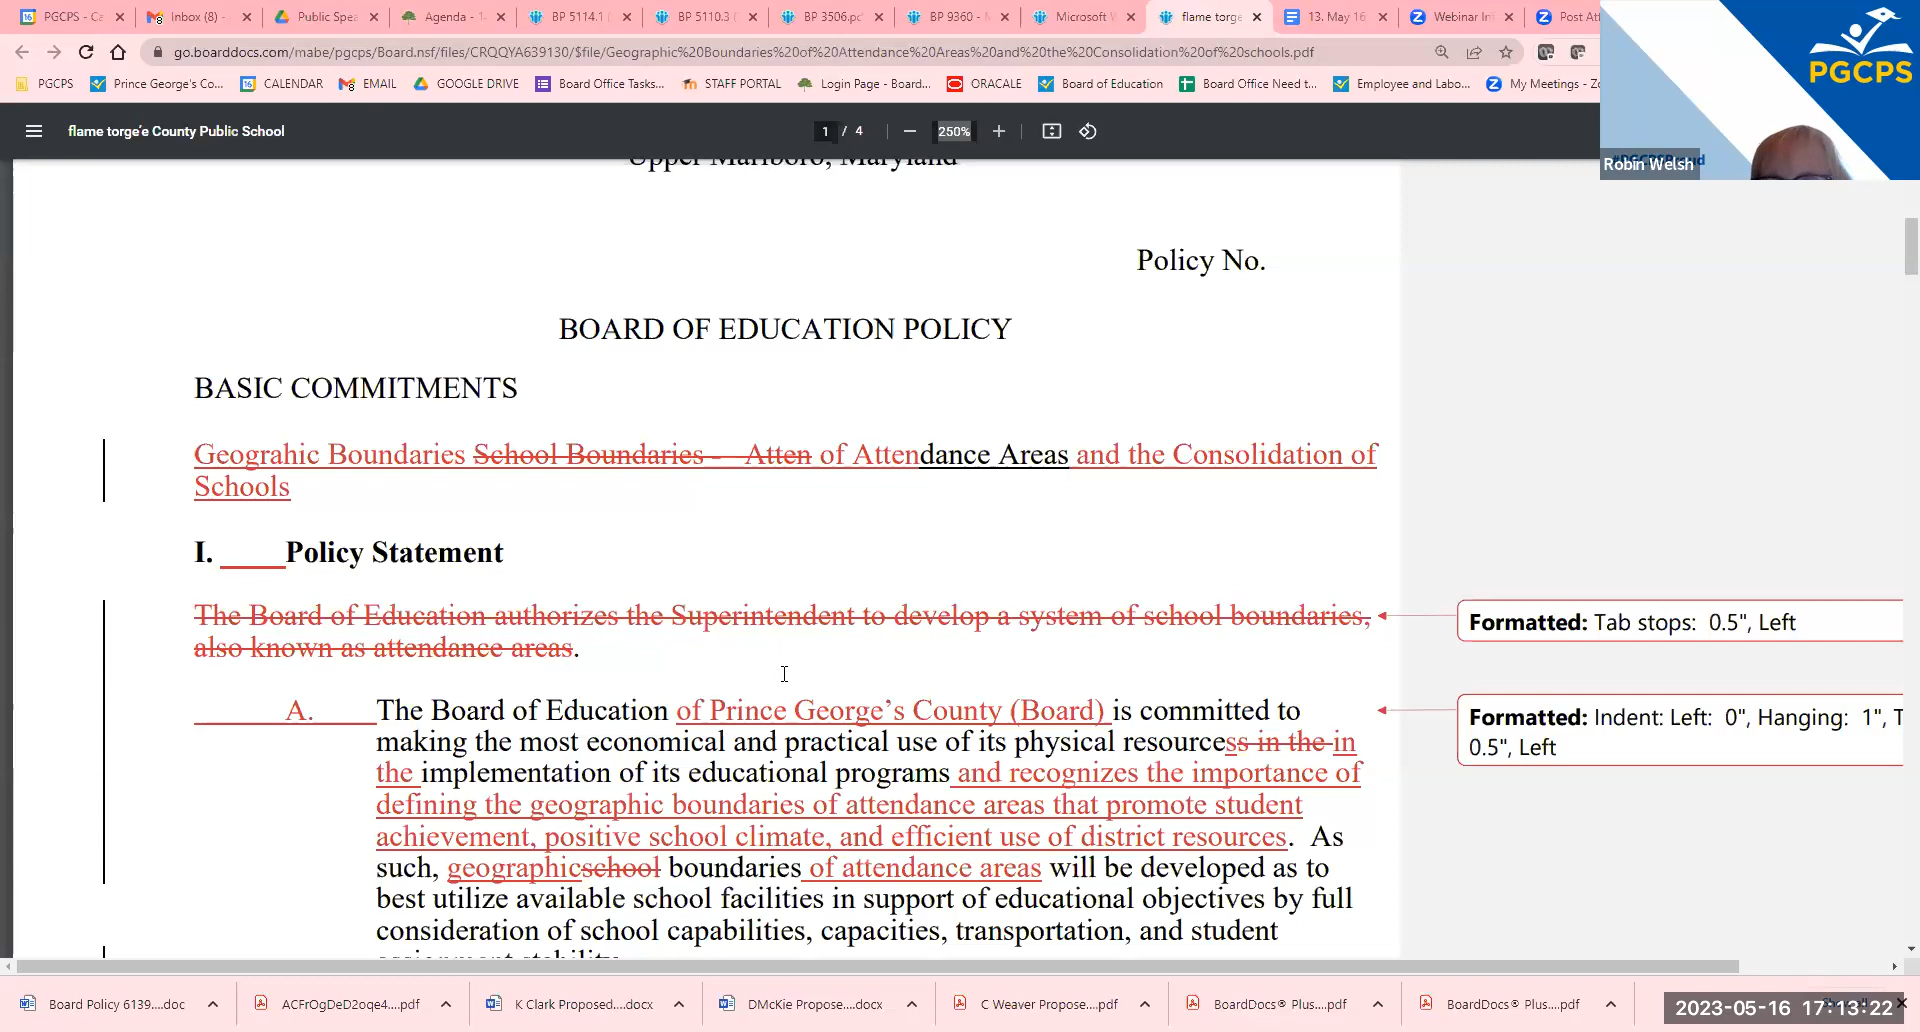 PGCPS - C
Inbox (8) -
Public Spea
Agenda - 1
BP 5114.1
BP 5110.3
BP 3506.pc
BP 9360 -
Microsoft
flame torge
13. May 16
Webinar In
Post At
go.boarddocs.com/mabe/pgcps/Board.nsf/files/CRQQYA639130/$file/Geographic%20Boundaries%20of%20Attendance%20Areas%20and%20the%20Consolidation%20of%20schools.pdf
PGCPS
Prince George's Co...
CALENDAR
EMAIL
GOOGLE DRIVE
Board Office Tasks...
STAFF PORTAL
Login Page - Board...
ORACALE
Board of Education
Board Office Need t...
Employee and Labo...
My Meetings - Zo
PGCPS
Robin Welsh
flame torge'e County Public School
1 / 4
250%
Upper Marlboro, Maryland
Policy No.
BOARD OF EDUCATION POLICY
BASIC COMMITMENTS
Geograhic Boundaries School Boundaries - Atten of Attendance Areas and the Consolidation of
Schools
I. Policy Statement
The Board of Education authorizes the Superintendent to develop a system of school boundaries,
also known as attendance areas.
A. The Board of Education of Prince George's County (Board) is committed to
making the most economical and practical use of its physical resourcess in the in
the implementation of its educational programs and recognizes the importance of
defining the geographic boundaries of attendance areas that promote student
achievement, positive school climate, and efficient use of district resources. As
such, geographicschool boundaries of attendance areas will be developed as to
best utilize available school facilities in support of educational objectives by full
consideration of school capabilities, capacities, transportation, and student
Formatted: Tab stops: 0.5", Left
Formatted: Indent: Left: 0", Hanging: 1", T
0.5", Left
Board Policy 6139....doc
ACFrOgDeD2oqe4....pdf
K Clark Proposed....docx
DMcKie Propose....docx
C Weaver Propose....pdf
BoardDocs® Plus....pdf
BoardDocs® Plus....pdf
2023-05-16 17:13:22